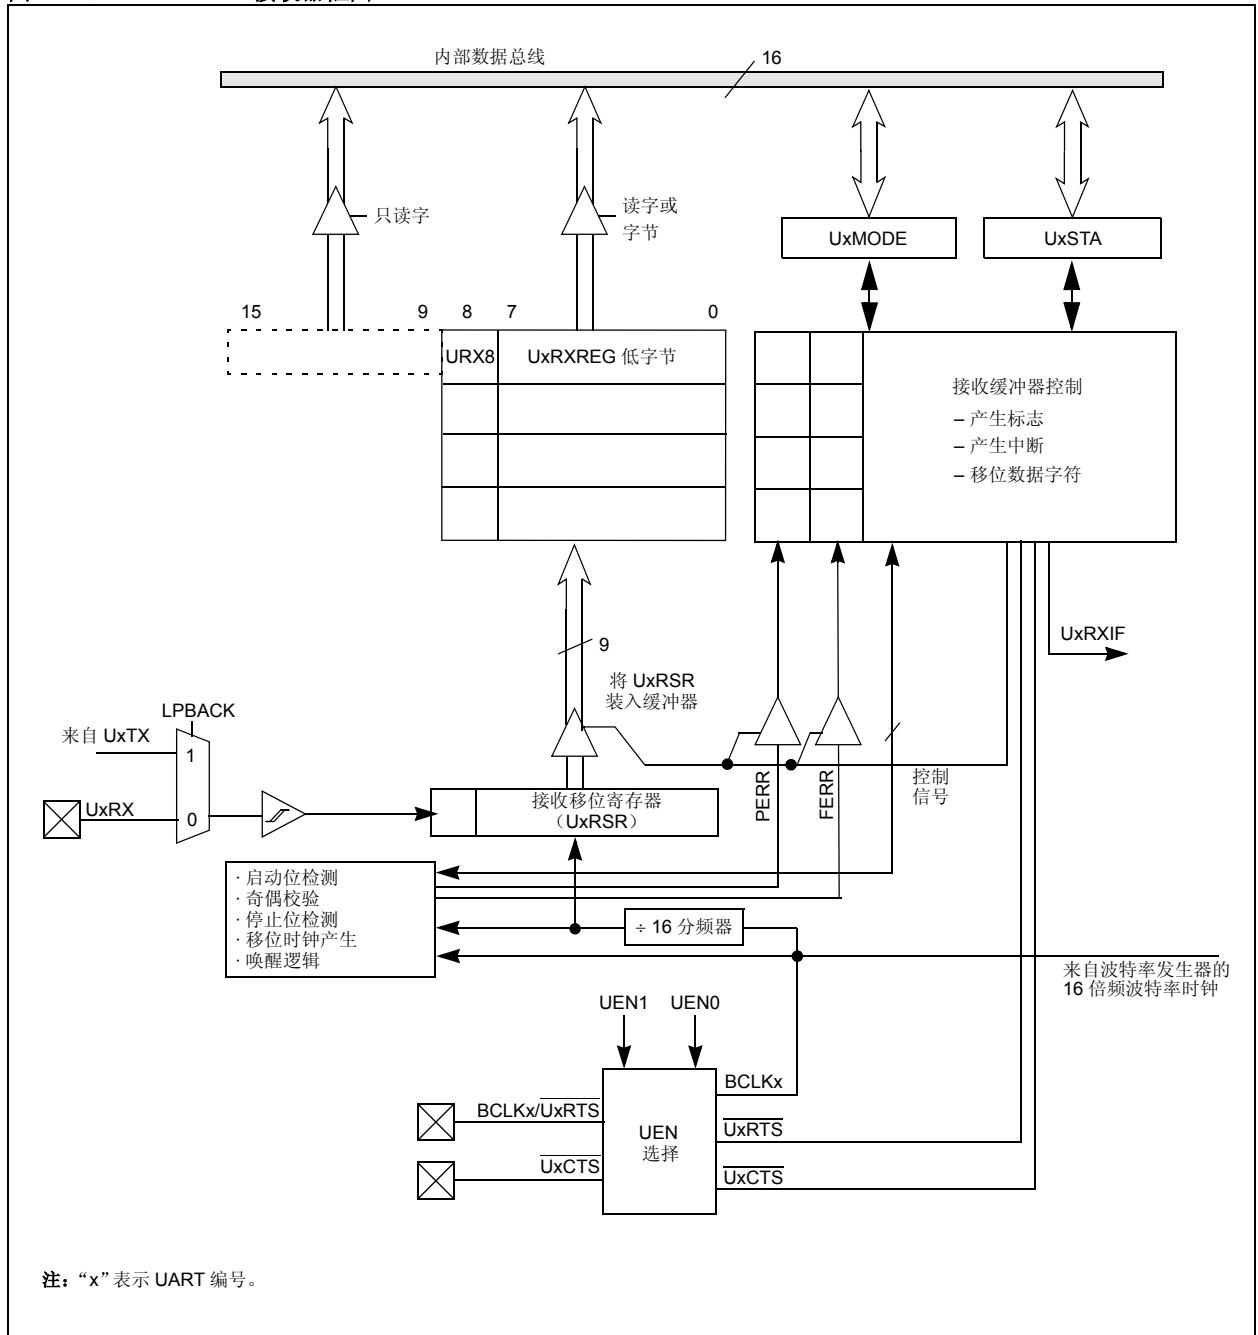 内部数据总线
16
只读字
读字或
字节
UxMODE
UxSTA
15
9
8
7
0
URX8
UxRXREG 低字节
接收缓冲器控制
– 产生标志
– 产生中断
– 移位数据字符
9
UxRXIF
将 UxRSR
装入缓冲器
LPBACK
来自 UxTX
1
UxRX
0
接收移位寄存器
（UxRSR）
PERR
FERR
控制
信号
· 启动位检测
· 奇偶校验
· 停止位检测
· 移位时钟产生
· 唤醒逻辑
÷ 16 分频器
来自波特率发生器的
16 倍频波特率时钟
UEN1
UEN0
BCLKx
BCLKx/UxRTS
UEN
选择
UxRTS
UxCTS
UxCTS
注：“x”表示 UART 编号。